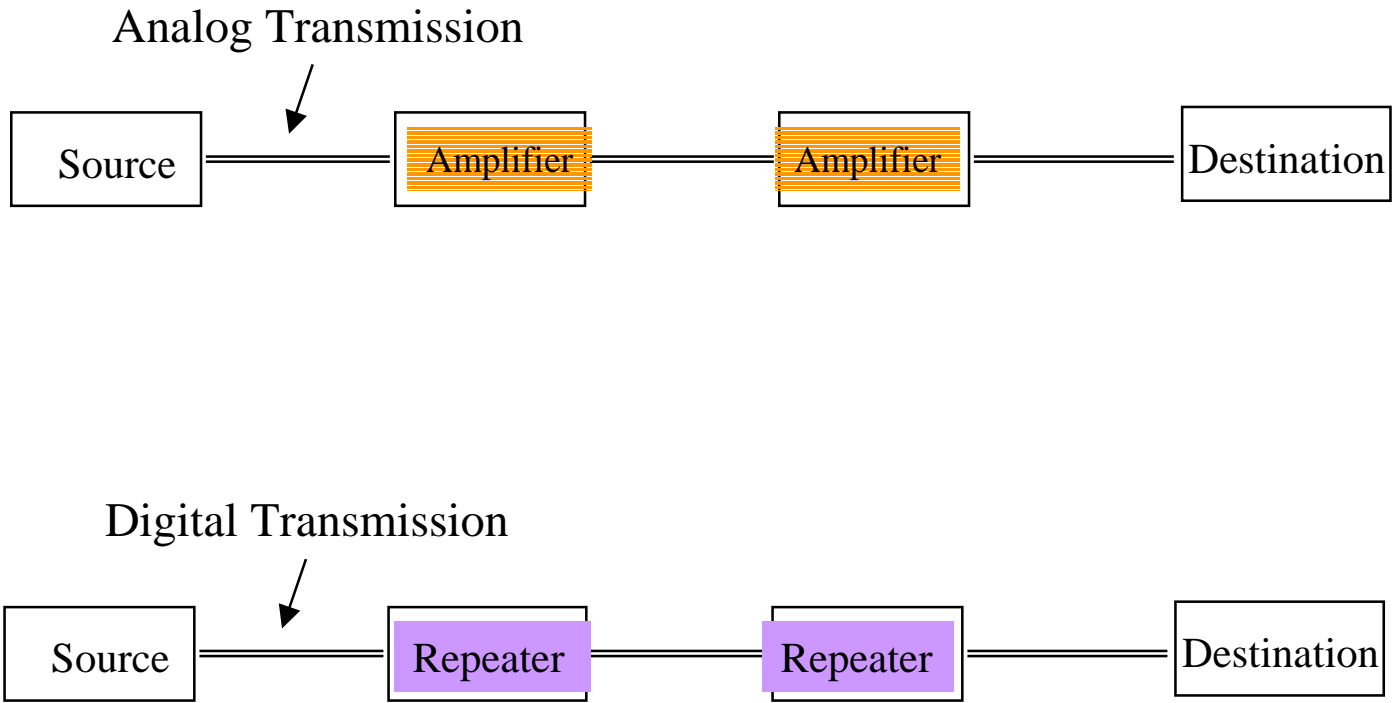 Analog Transmission
Source Amplifier Amplifier Destination
Digital Transmission
Source Repeater Repeater Destination